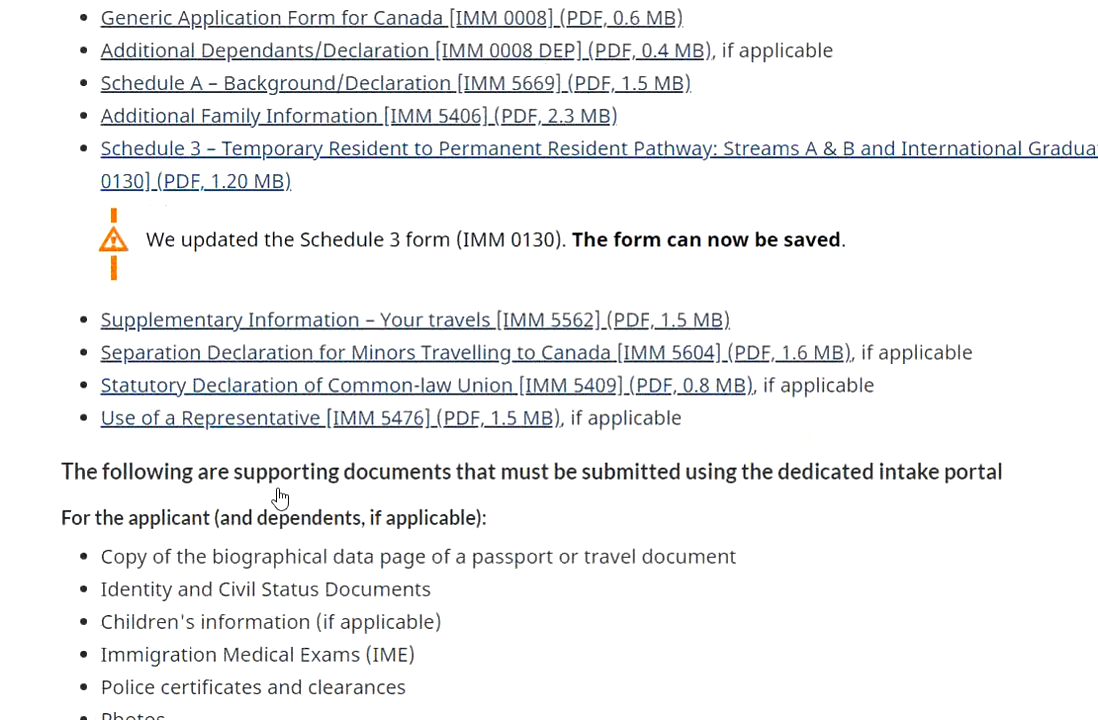 Generic Application Form for Canada [IMM 0008] (PDF, 0.6 MB)
Additional Dependants/Declaration [IMM 0008 DEP] (PDF, 0.4 MB), if applicable
Schedule A – Background/Declaration [IMM 5669] (PDF, 1.5 MB)
Additional Family Information [IMM 5406] (PDF, 2.3 MB)
Schedule 3 – Temporary Resident to Permanent Resident Pathway: Streams A & B and International Graduat
0130] (PDF, 1.20 MB)
We updated the Schedule 3 form (IMM 0130). The form can now be saved.
Supplementary Information – Your travels [IMM 5562] (PDF, 1.5 MB)
Separation Declaration for Minors Travelling to Canada [IMM 5604] (PDF, 1.6 MB), if applicable
Statutory Declaration of Common-law Union [IMM 5409] (PDF, 0.8 MB), if applicable
Use of a Representative [IMM 5476] (PDF, 1.5 MB), if applicable
The following are supporting documents that must be submitted using the dedicated intake portal
For the applicant (and dependents, if applicable):
Copy of the biographical data page of a passport or travel document
Identity and Civil Status Documents
Children's information (if applicable)
Immigration Medical Exams (IME)
Police certificates and clearances
Photos